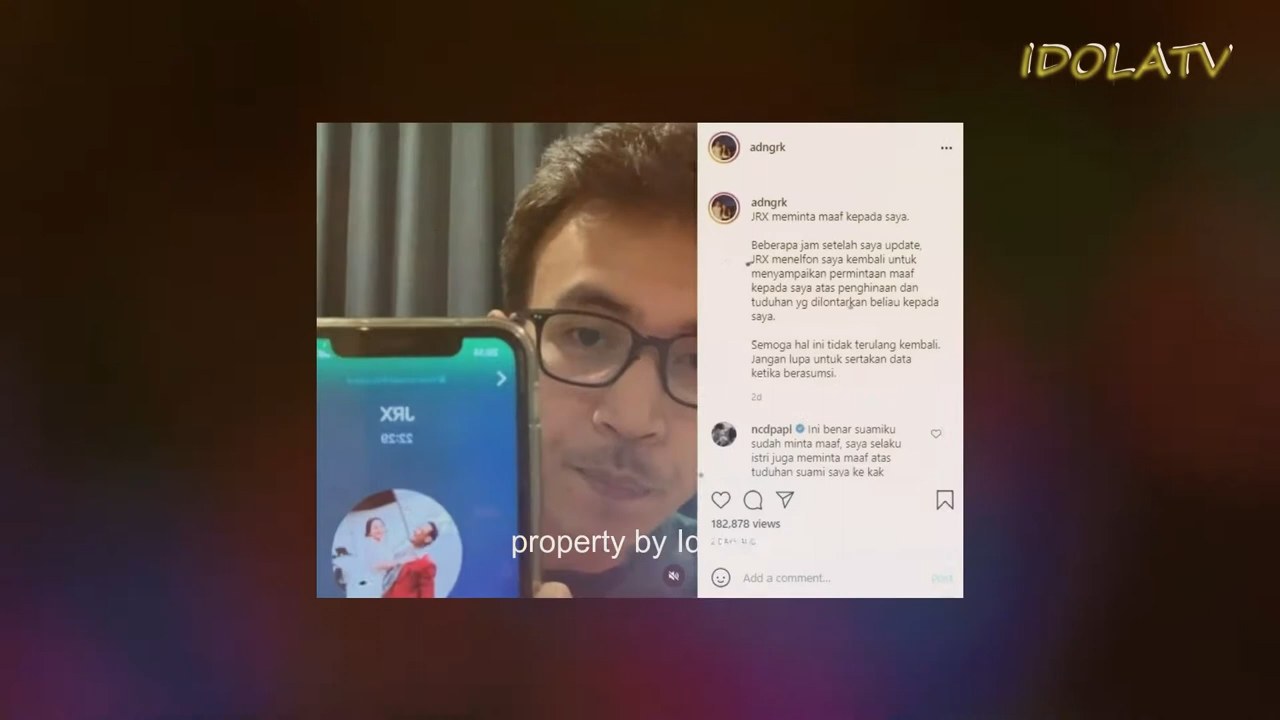 IDOLATV
adngrk
adngrk
JRX meminta maaf kepada saya.
Beberapa jam setelah saya update,
JRX menelfon saya kembali untuk
menyampaikan permintaan maaf
kepada saya atas penghinaan dan
tuduhan yg dilontarkan beliau kepada
saya.
Semoga hal ini tidak terulang kembali.
Jangan lupa untuk sertakan data
ketika berasumsi.
2d
ncdpapl Ini benar suamiku
sudah minta maaf, saya selaku
istri juga meminta maaf atas
tuduhan suami saya ke kak
182,878 views
Add a comment...
Post
JRX
22:29
property by